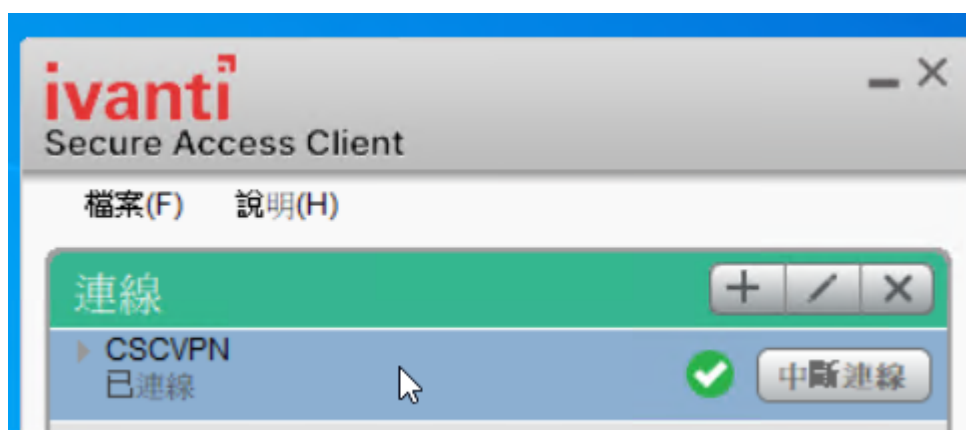 ivanti
Secure Access Client
檔案(F) 說明(H)
連線
CSCVPN
已連線
中斷連線